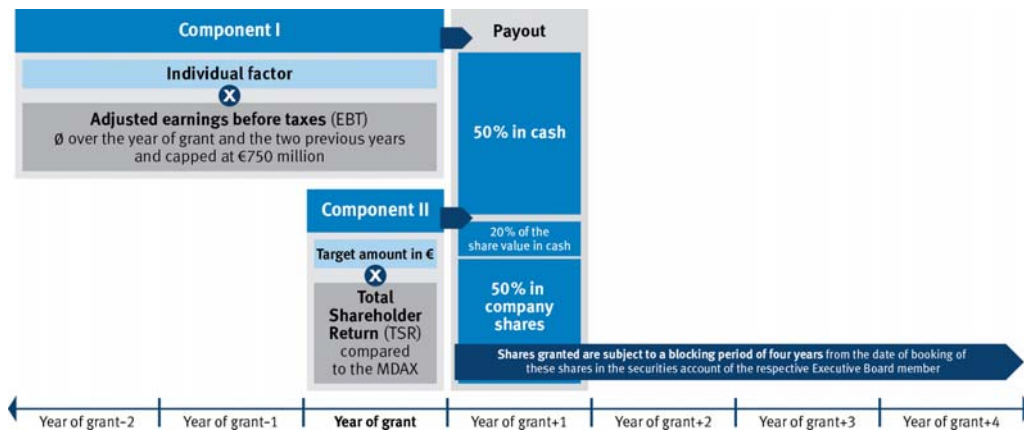 Component I
Payout
Individual factor
X
Adjusted earnings before taxes (EBT)
Ø over the year of grant and the two previous years
and capped at €750 million
50% in cash
Component II
20% of the
share value in cash
Target amount in €
X
Total
Shareholder
Return (TSR)
compared
to the MDAX
50% in
company
shares
Shares granted are subject to a blocking period of four years from the date of booking of
these shares in the securities account of the respective Executive Board member
Year of grant–2
Year of grant–1
Year of grant
Year of grant+1
Year of grant+2
Year of grant+3
Year of grant+4